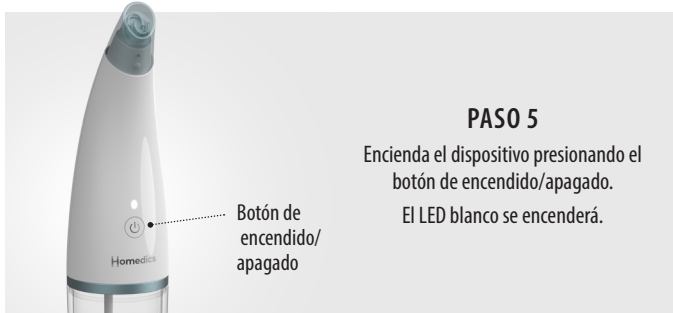 PASO 5
Encienda el dispositivo presionando el
botón de encendido/apagado.
El LED blanco se encenderá.
Botón de
encendido/
apagado
Homedics